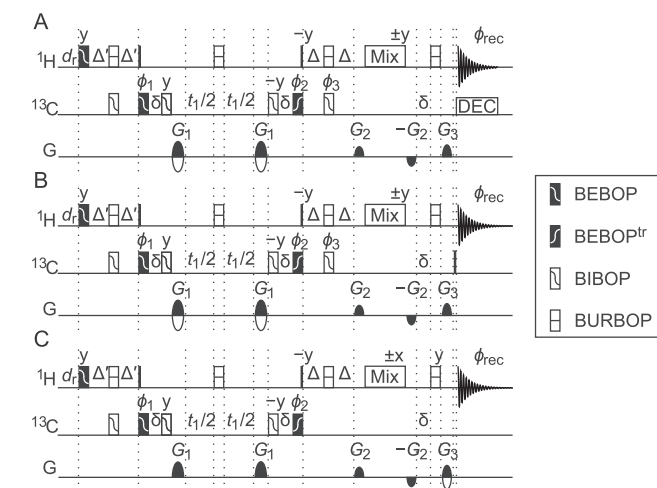 A
y −y ±y ϕrec
1H dr Δ′ Δ′ Δ Δ Mix
ϕ1 y −y ϕ2 ϕ3
13C δ t1/2 t1/2 δ δ DEC
G1 G1 G2 −G2 G3
G
B
y −y ±y ϕrec
1H dr Δ′ Δ′ Δ Δ Mix
ϕ1 y −y ϕ2 ϕ3
13C δ t1/2 t1/2 δ δ
G1 G1 G2 −G2 G3
G
C
y −y ±x y ϕrec
1H dr Δ′ Δ′ Δ Δ Mix
ϕ1 y −y ϕ2
13C δ t1/2 t1/2 δ δ
G1 G1 G2 −G2 G3
G
BEBOP
BEBOPtr
BIBOP
BURBOP